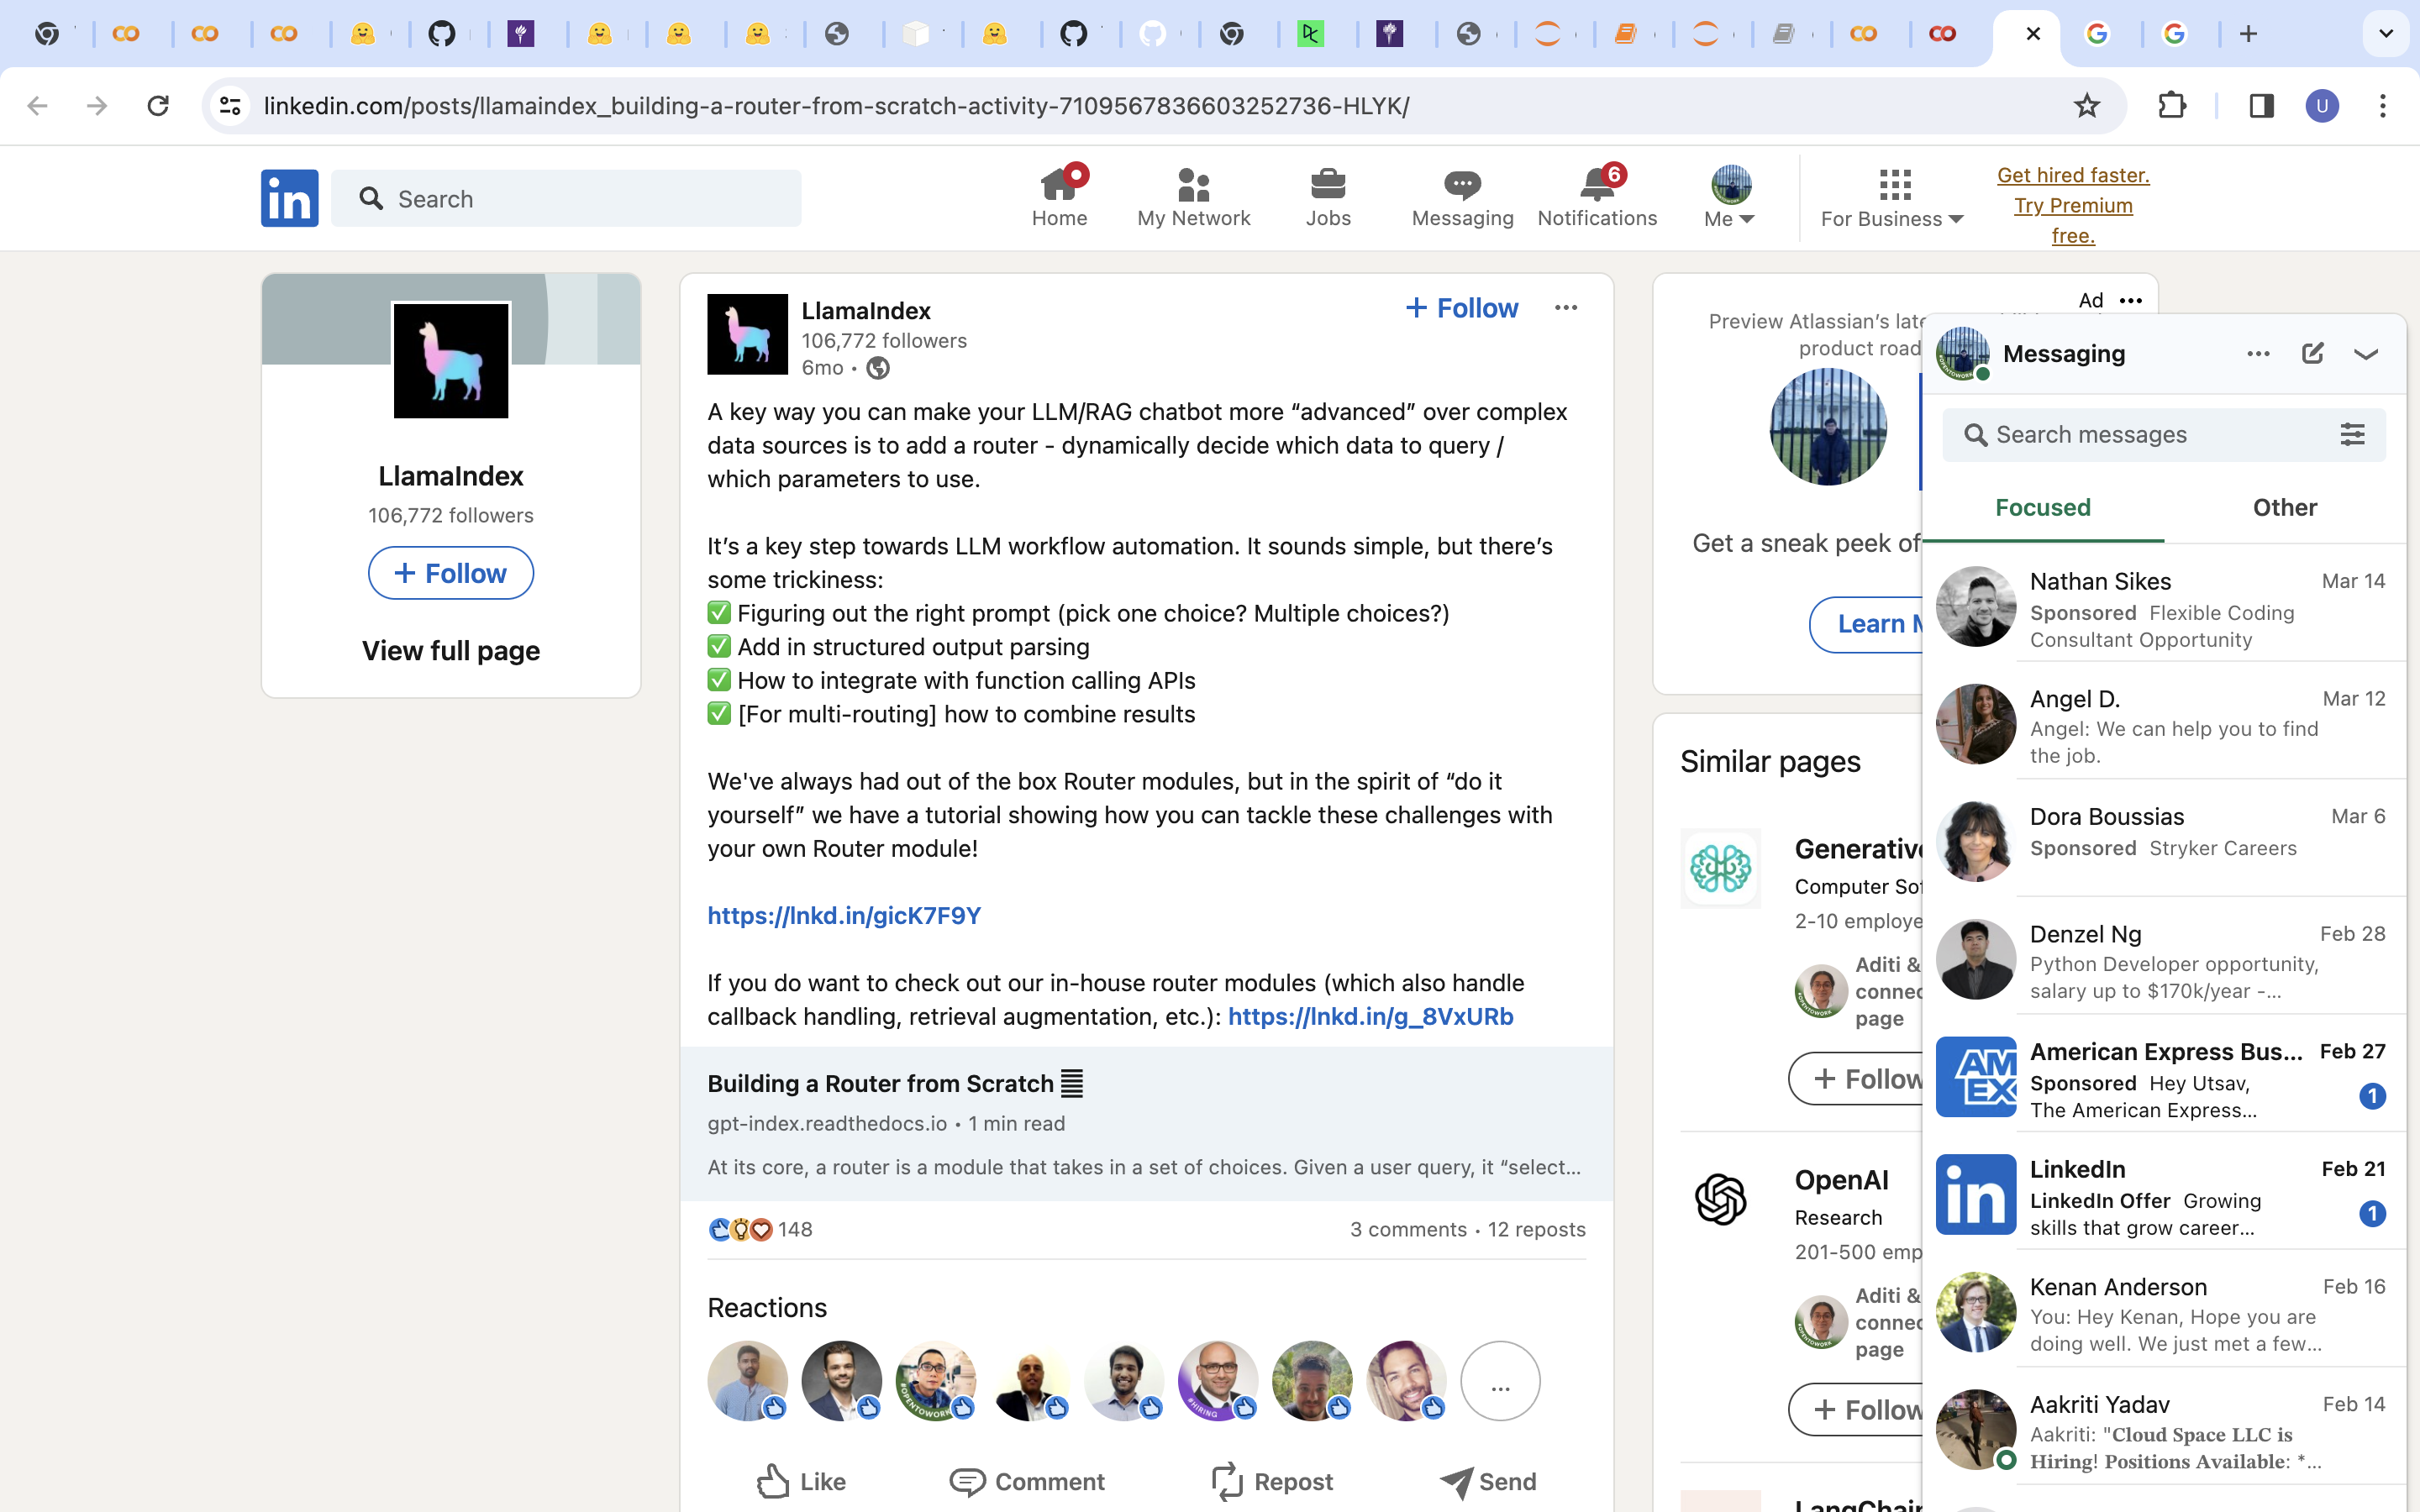 linkedin.com/posts/llamaindex_building-a-router-from-scratch-activity-7109567836603252736-HLYK/
U
in
Search
Home
My Network
Jobs
Messaging
6
Notifications
Me
For Business
Get hired faster.
Try Premium
free.
LlamaIndex
106,772 followers
+ Follow
View full page
LlamaIndex
106,772 followers
6mo •
+ Follow
A key way you can make your LLM/RAG chatbot more “advanced” over complex
data sources is to add a router - dynamically decide which data to query /
which parameters to use.
It’s a key step towards LLM workflow automation. It sounds simple, but there’s
some trickiness:
✅ Figuring out the right prompt (pick one choice? Multiple choices?)
✅ Add in structured output parsing
✅ How to integrate with function calling APIs
✅ [For multi-routing] how to combine results
We've always had out of the box Router modules, but in the spirit of “do it
yourself” we have a tutorial showing how you can tackle these challenges with
your own Router module!
https://lnkd.in/gicK7F9Y
If you do want to check out our in-house router modules (which also handle
callback handling, retrieval augmentation, etc.): https://lnkd.in/g_8VxURb
Building a Router from Scratch
gpt-index.readthedocs.io • 1 min read
At its core, a router is a module that takes in a set of choices. Given a user query, it “select...
148
3 comments • 12 reposts
Reactions
#OPENTOWORK
#HIRING
...
Like
Comment
Repost
Send
Ad
Preview Atlassian’s late
product road
Get a sneak peek of
Learn
Similar pages
Generativ
Computer Sof
2-10 employe
Aditi &
connec
page
+ Follow
OpenAI
Research
201-500 emp
Aditi &
connec
page
+ Follow
LangChain
Messaging
Search messages
Focused
Other
Nathan Sikes
Mar 14
Sponsored Flexible Coding
Consultant Opportunity
Angel D.
Mar 12
Angel: We can help you to find
the job.
Dora Boussias
Mar 6
Sponsored Stryker Careers
Denzel Ng
Feb 28
Python Developer opportunity,
salary up to $170k/year -...
AM
EX
American Express Bus...
Feb 27
Sponsored Hey Utsav,
The American Express...
1
in
LinkedIn
Feb 21
LinkedIn Offer Growing
skills that grow career...
1
Kenan Anderson
Feb 16
You: Hey Kenan, Hope you are
doing well. We just met a few...
Aakriti Yadav
Feb 14
Aakriti: "Cloud Space LLC is
Hiring! Positions Available: *...